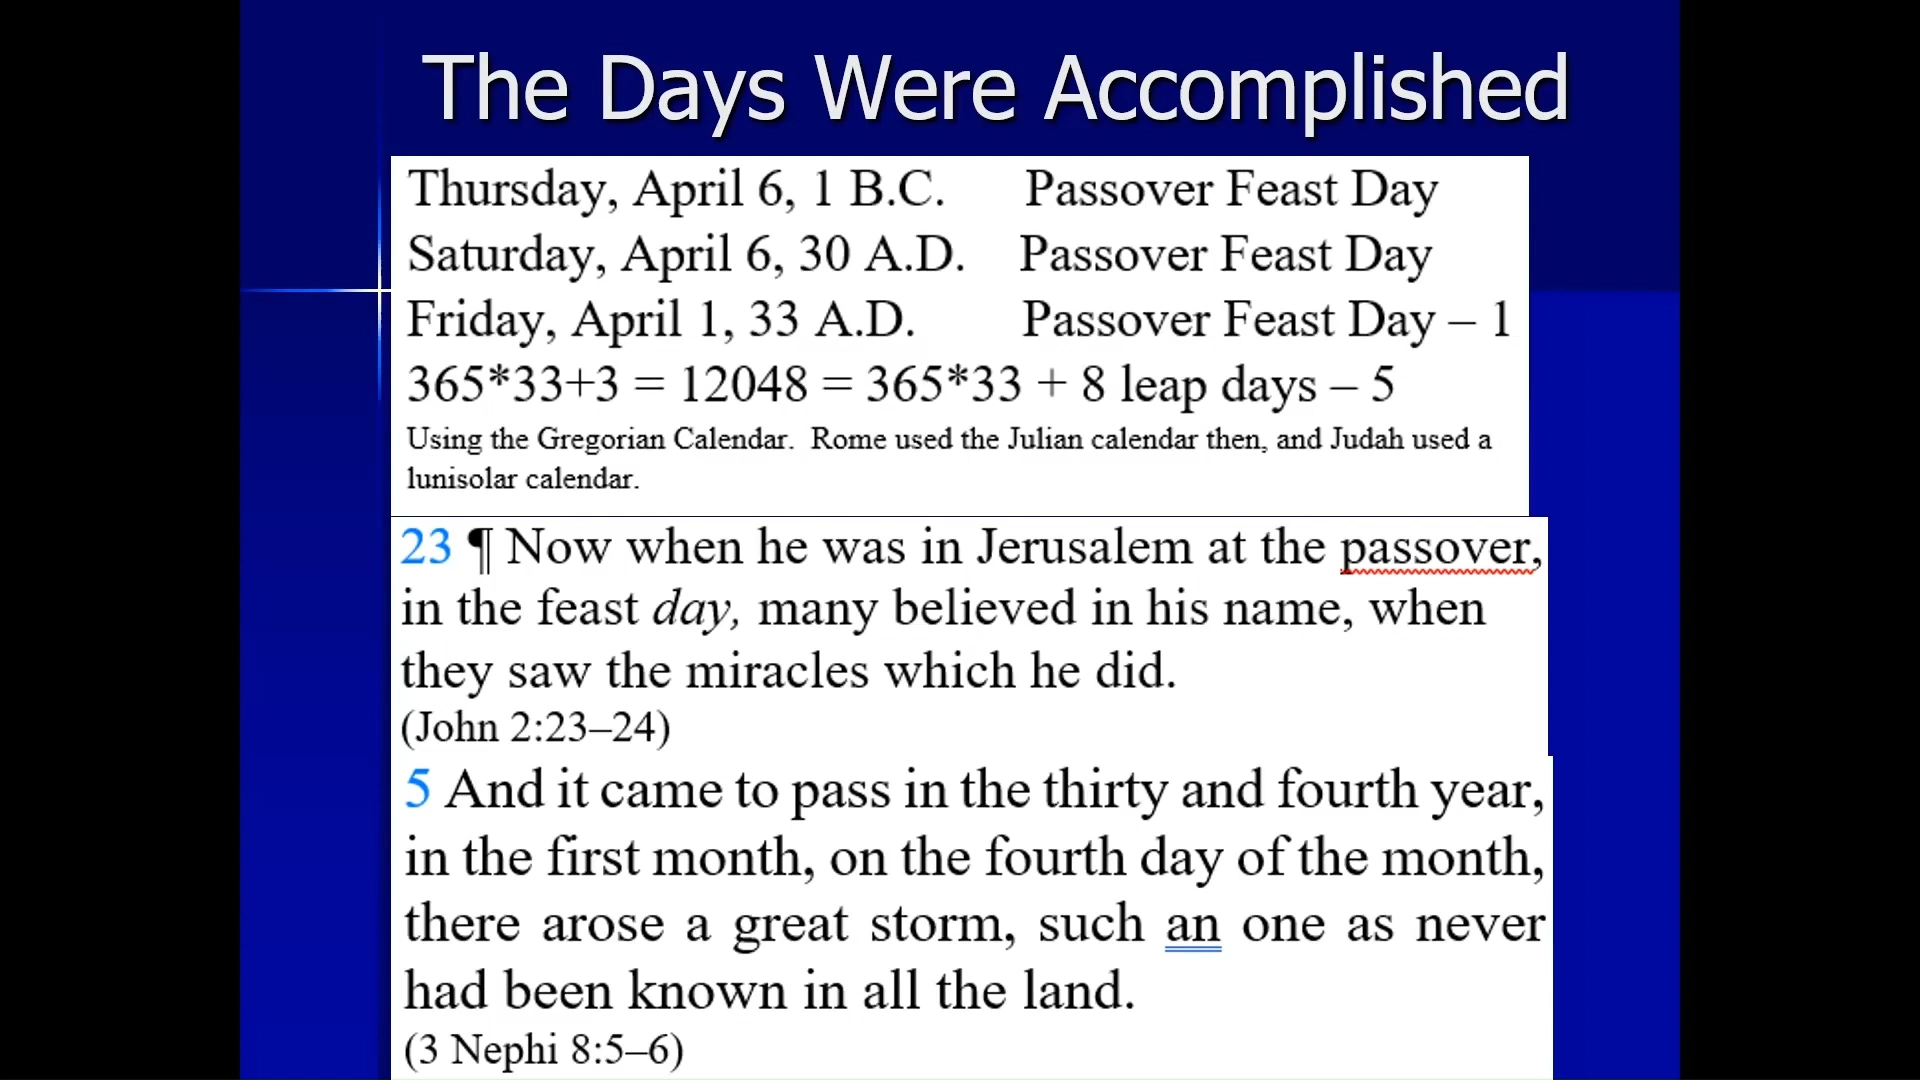 The Days Were Accomplished
Thursday, April 6, 1 B.C. Passover Feast Day
Saturday, April 6, 30 A.D. Passover Feast Day
Friday, April 1, 33 A.D. Passover Feast Day – 1
365*33+3 = 12048 = 365*33 + 8 leap days – 5
Using the Gregorian Calendar. Rome used the Julian calendar then, and Judah used a
lunisolar calendar.
23 ¶ Now when he was in Jerusalem at the passover,
in the feast day, many believed in his name, when
they saw the miracles which he did.
(John 2:23–24)
5 And it came to pass in the thirty and fourth year,
in the first month, on the fourth day of the month,
there arose a great storm, such an one as never
had been known in all the land.
(3 Nephi 8:5–6)